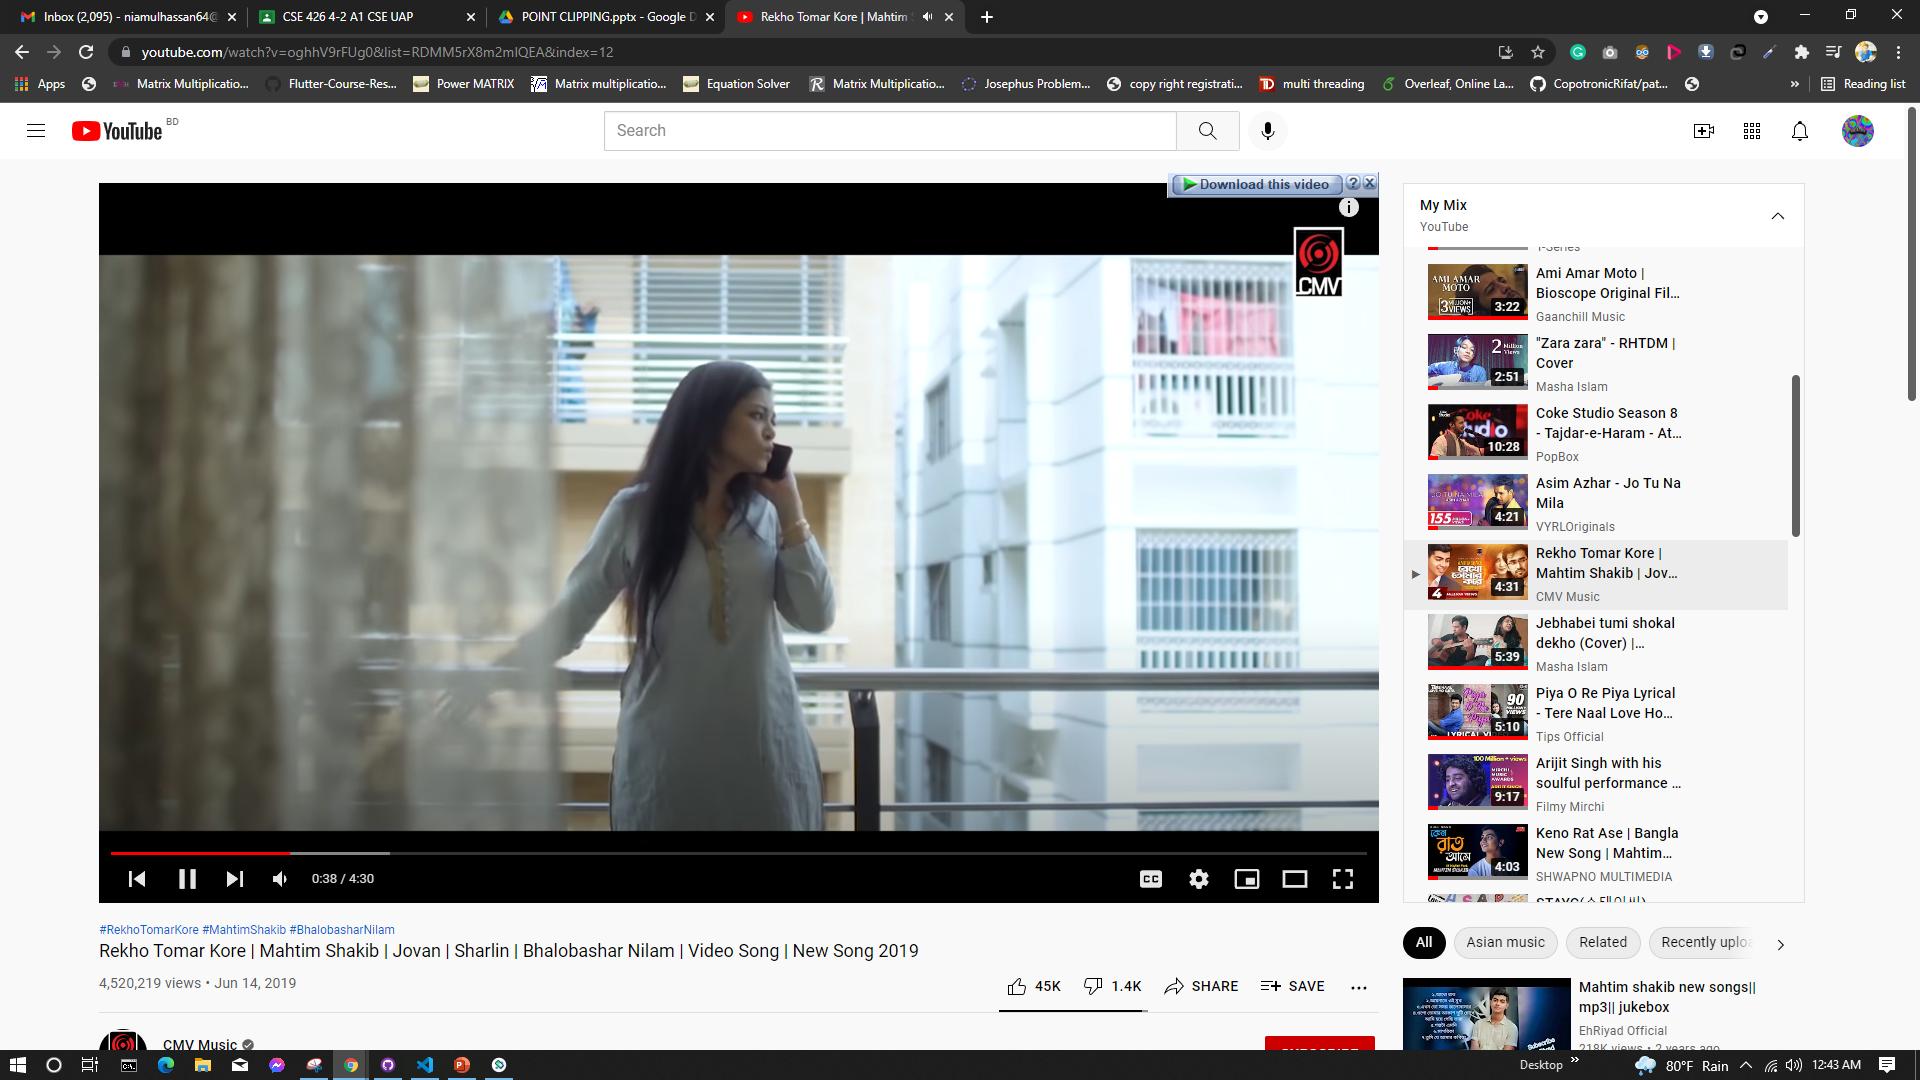 Inbox (2,095) - niamulhassan64@
CSE 426 4-2 A1 CSE UAP
POINT CLIPPING.pptx - Google D
Rekho Tomar Kore | Mahtim S
youtube.com/watch?v=oghhV9rFUg0&list=RDMM5rX8m2mlQEA&index=12
Apps
Matrix Multiplicatio...
Flutter-Course-Res...
Power MATRIX
Matrix multiplicatio...
Equation Solver
Matrix Multiplicatio...
Josephus Problem...
copy right registrati...
multi threading
Overleaf, Online La...
CopotronicRifat/pat...
»
Reading list
YouTube BD
Search
Download this video
CMV
0:38 / 4:30
CC
#RekhoTomarKore #MahtimShakib #BhalobasharNilam
Rekho Tomar Kore | Mahtim Shakib | Jovan | Sharlin | Bhalobashar Nilam | Video Song | New Song 2019
4,520,219 views • Jun 14, 2019
45K
1.4K
SHARE
SAVE
CMV Music
My Mix
YouTube
T-Series
AMI AMAR
MOTO
3 MILLION+
VIEWS
3:22
Ami Amar Moto |
Bioscope Original Fil...
Gaanchill Music
2 Million
Views
2:51
"Zara zara" - RHTDM |
Cover
Masha Islam
10:28
Coke Studio Season 8
- Tajdar-e-Haram - At...
PopBox
JO TU NA MILA
155
4:21
Asim Azhar - Jo Tu Na
Mila
VYRLOriginals
রেখো
তোমার
করে
4
4:31
Rekho Tomar Kore |
Mahtim Shakib | Jov...
CMV Music
5:39
Jebhabei tumi shokal
dekho (Cover) |...
Masha Islam
90
5:10
Piya O Re Piya Lyrical
- Tere Naal Love Ho...
Tips Official
100 Million + views
MIRCHI
MUSIC
AWARDS
9:17
Arijit Singh with his
soulful performance ...
Filmy Mirchi
কেন
রাত
আসে
4:03
Keno Rat Ase | Bangla
New Song | Mahtim...
SHWAPNO MULTIMEDIA
All
Asian music
Related
Recently uplo
Mahtim shakib new songs||
mp3|| jukebox
EhRiyad Official
218K views • 2 years ago
Subscribe
Desktop
»
80°F Rain
12:43 AM